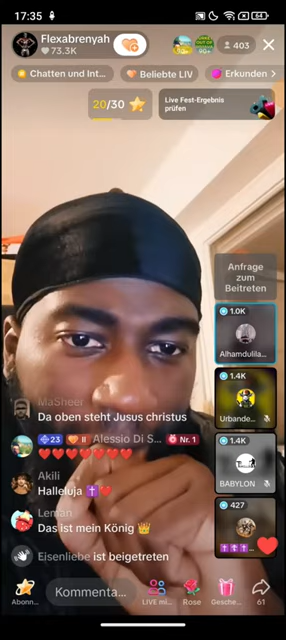 17:35
64
Flexabrenyah
73.3K
403
Chatten und Int...
Beliebte LIV
Erkunden
20/30
Live Fest-Ergebnis
prüfen
Anfrage
zum
Beitreten
1.0K
Alhamdulila...
1.4K
Urbande...
1.4K
BABYLON
427
MaSheer
Da oben steht Jusus christus
23 II Alessio Di S... Nr. 1
Akili
Halleluja
Leman
Das ist mein König
Eisenliebe ist beigetreten
Abonn...
Kommenta...
LIVE mi...
Rose
Gesche...
61